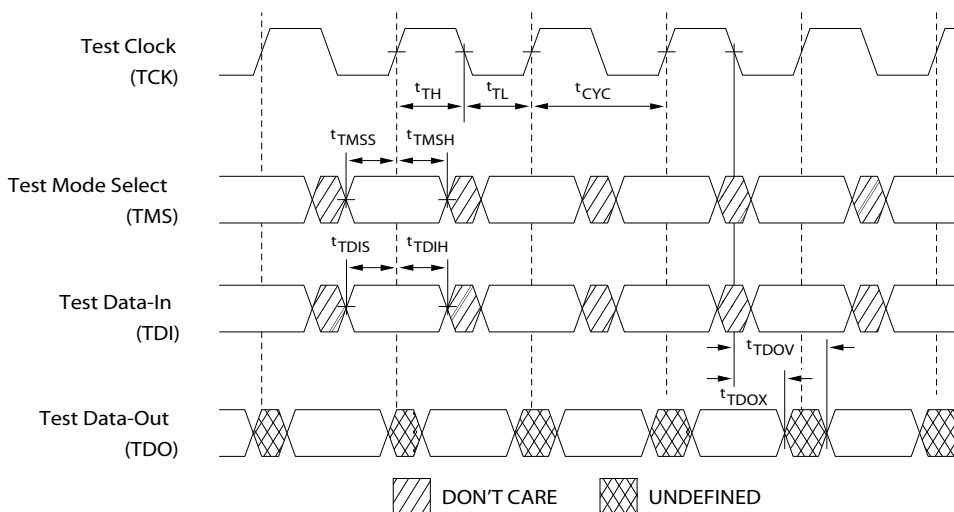 Test Clock
(TCK)
tTH
tTL
tCYC
tTMSS
tTMSH
Test Mode Select
(TMS)
tTDIS
tTDIH
Test Data-In
(TDI)
tTDOV
tTDOX
Test Data-Out
(TDO)
DON'T CARE
UNDEFINED